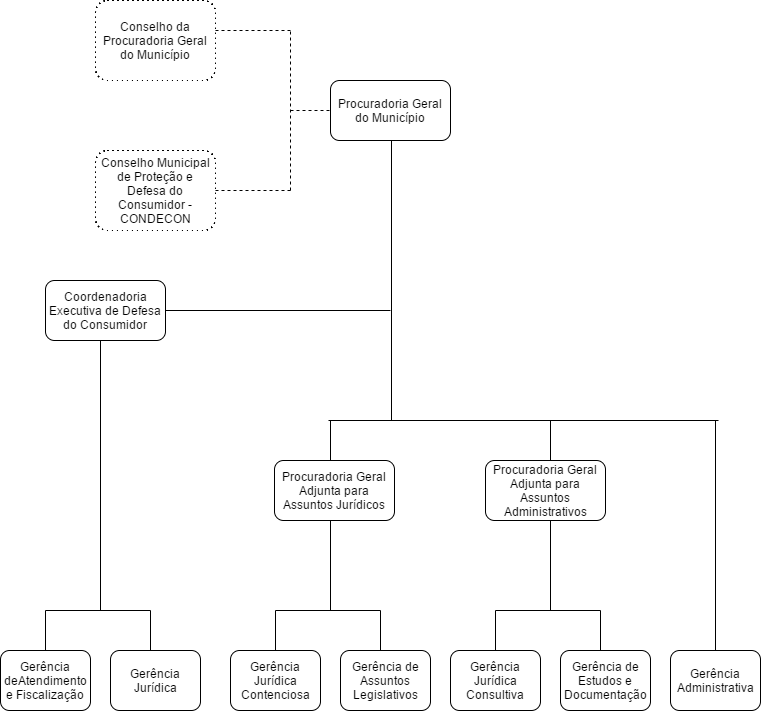 Conselho da
Procuradoria Geral
do Município
Procuradoria Geral
do Município
Conselho Municipal
de Proteção e
Defesa do
Consumidor -
CONDECON
Coordenadoria
Executiva de Defesa
do Consumidor
Procuradoria Geral
Adjunta para
Assuntos Jurídicos
Procuradoria Geral
Adjunta para
Assuntos
Administrativos
Gerência
deAtendimento
e Fiscalização
Gerência
Jurídica
Gerência
Jurídica
Contenciosa
Gerência de
Assuntos
Legislativos
Gerência
Jurídica
Consultiva
Gerência de
Estudos e
Documentação
Gerência
Administrativa